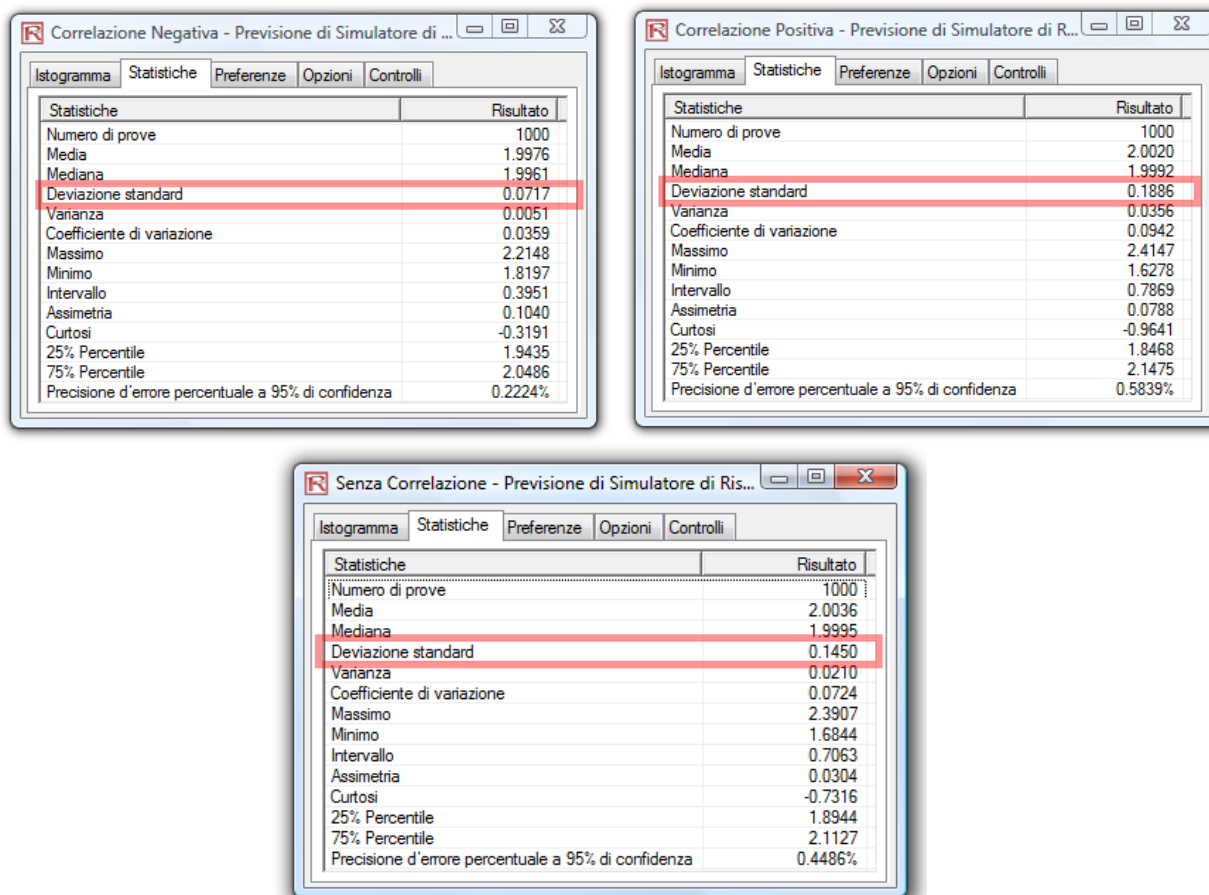 Correlazione Negativa - Previsione di Simulatore di ...
Istogramma Statistiche Preferenze Opzioni Controlli
Statistiche Risultato
Numero di prove 1000
Media 1.9976
Mediana 1.9961
Deviazione standard 0.0717
Varianza 0.0051
Coefficiente di variazione 0.0359
Massimo 2.2148
Minimo 1.8197
Intervallo 0.3951
Assimetria 0.1040
Curtosi -0.3191
25% Percentile 1.9435
75% Percentile 2.0486
Precisione d'errore percentuale a 95% di confidenza 0.2224%
Correlazione Positiva - Previsione di Simulatore di R...
Istogramma Statistiche Preferenze Opzioni Controlli
Statistiche Risultato
Numero di prove 1000
Media 2.0020
Mediana 1.9992
Deviazione standard 0.1886
Varianza 0.0356
Coefficiente di variazione 0.0942
Massimo 2.4147
Minimo 1.6278
Intervallo 0.7869
Assimetria 0.0788
Curtosi -0.9641
25% Percentile 1.8468
75% Percentile 2.1475
Precisione d'errore percentuale a 95% di confidenza 0.5839%
Senza Correlazione - Previsione di Simulatore di Ris...
Istogramma Statistiche Preferenze Opzioni Controlli
Statistiche Risultato
Numero di prove 1000
Media 2.0036
Mediana 1.9995
Deviazione standard 0.1450
Varianza 0.0210
Coefficiente di variazione 0.0724
Massimo 2.3907
Minimo 1.6844
Intervallo 0.7063
Assimetria 0.0304
Curtosi -0.7316
25% Percentile 1.8944
75% Percentile 2.1127
Precisione d'errore percentuale a 95% di confidenza 0.4486%